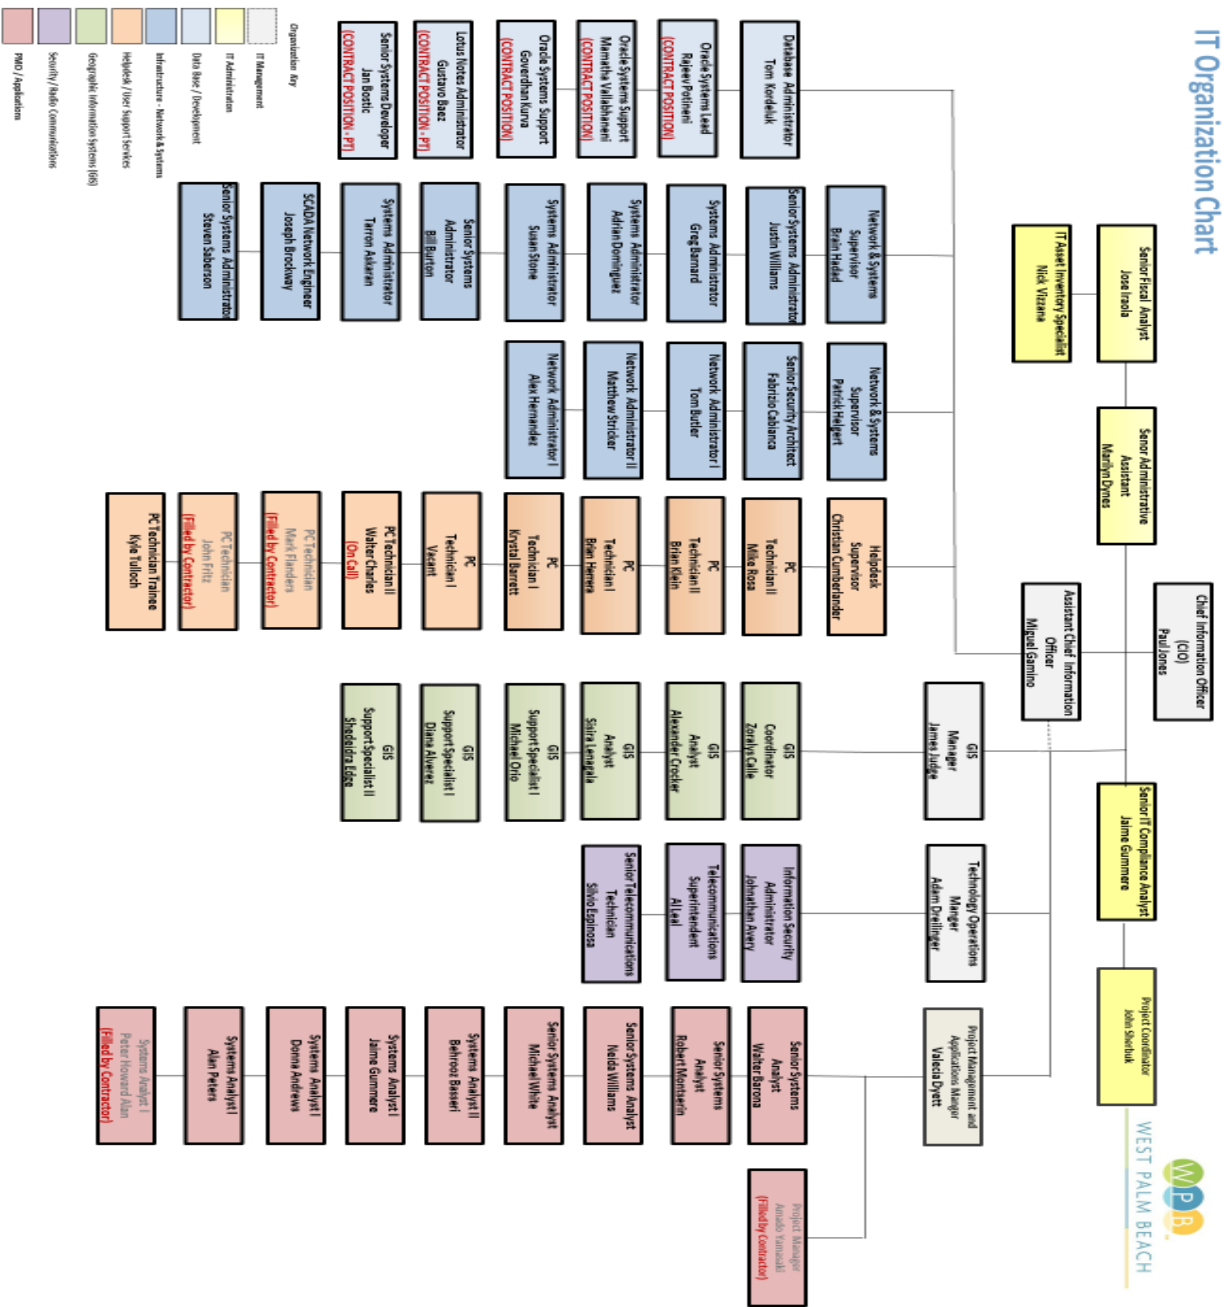 IT Organization Chart
WPB
WEST PALM BEACH
Chief Information Officer
(CIO)
Paul Jones
Senior Fiscal Analyst
Jose Iraola
Senor Administrative
Assistant
Marilyn Dynes
Senior IT Compliance Analyst
Jaime Gummere
Project Coordinator
John Sherbuk
IT Asset Inventory Specialist
Nick Vizzana
Assistant Chief Information
Officer
Miguel Gamino
GIS
Manager
James Judge
Technology Operations
Manger
Adam Dreilinger
Project Management and
Applications Manger
Valecia Dyett
Database Administrator
Tom Kordeluk
Oracle Systems Lead
Rajeev Potineni
(CONTRACT POSITION)
Oracle Systems Support
Mamatha Vallabhaneni
(CONTRACT POSITION)
Oracle Systems Support
Goverdhan Kurva
(CONTRACT POSITION)
Lotus Notes Administrator
Gustavo Baez
(CONTRACT POSITION - PT)
Senior Systems Developer
Jan Bostic
(CONTRACT POSITION - PT)
Network & Systems
Supervisor
Brain Hadad
Senior Systems Administrator
Justin Williams
Systems Administrator
Greg Barnard
Systems Administrator
Adrian Dominguez
Systems Administrator
Susan Stone
Senior Systems
Administrator
Bill Burton
Systems Administrator
Tarron Askaran
SCADA Network Engineer
Joseph Brockway
Senior Systems Administrator
Steven Saberson
Network & Systems
Supervisor
Patrick Helgert
Senior Security Architect
Fabrizio Cabianca
Network Administrator I
Tom Butler
Network Administrator II
Matthew Stricker
Network Administrator I
Alex Hernandez
Helpdesk
Supervisor
Christian Cumberlander
PC
Technician II
Mike Rosa
PC
Technician II
Brian Klein
PC
Technician I
Brian Herrera
PC
Technician I
Krystal Barrett
PC
Technician I
Vacant
PC Technician II
Walter Charles
(On Call)
PC Technician
Mark Flanders
(Filled by Contractor)
PC Technician
John Fritz
(Filled by Contractor)
PC Technician Trainee
Kyle Tulloch
GIS
Coordinator
Zoralys Calle
GIS
Analyst
Alexander Crocker
GIS
Analyst
Sisira Lenagala
GIS
Support Specialist I
Michael Orio
GIS
Support Specialist I
Diana Alverez
GIS
Support Specialist II
Shedeidra Edge
Information Security
Administrator
Johnathan Avery
Telecommunications
Superintendent
Al Leal
Senior Telecommunications
Technician
Silvio Espinosa
Senior Systems
Analyst
Walter Barona
Senior Systems
Analyst
Robert Montserin
Senior Systems Analyst
Neida Williams
Senior Systems Analyst
Michael White
Systems Analyst II
Behrooz Basseri
Systems Analyst I
Jaime Gummere
Systems Analyst I
Donna Andrews
Systems Analyst I
Alan Peters
Systems Analyst I
Peter Howard Alan
(Filled by Contractor)
Project Manager
Amado Yamasaki
(Filled by Contractor)
Organization Key
IT Management
IT Administration
Data Base / Development
Infrastructure - Network & Systems
Helpdesk / User Support Services
Geographic Information Systems (GIS)
Security / Radio Communications
PMO / Applications